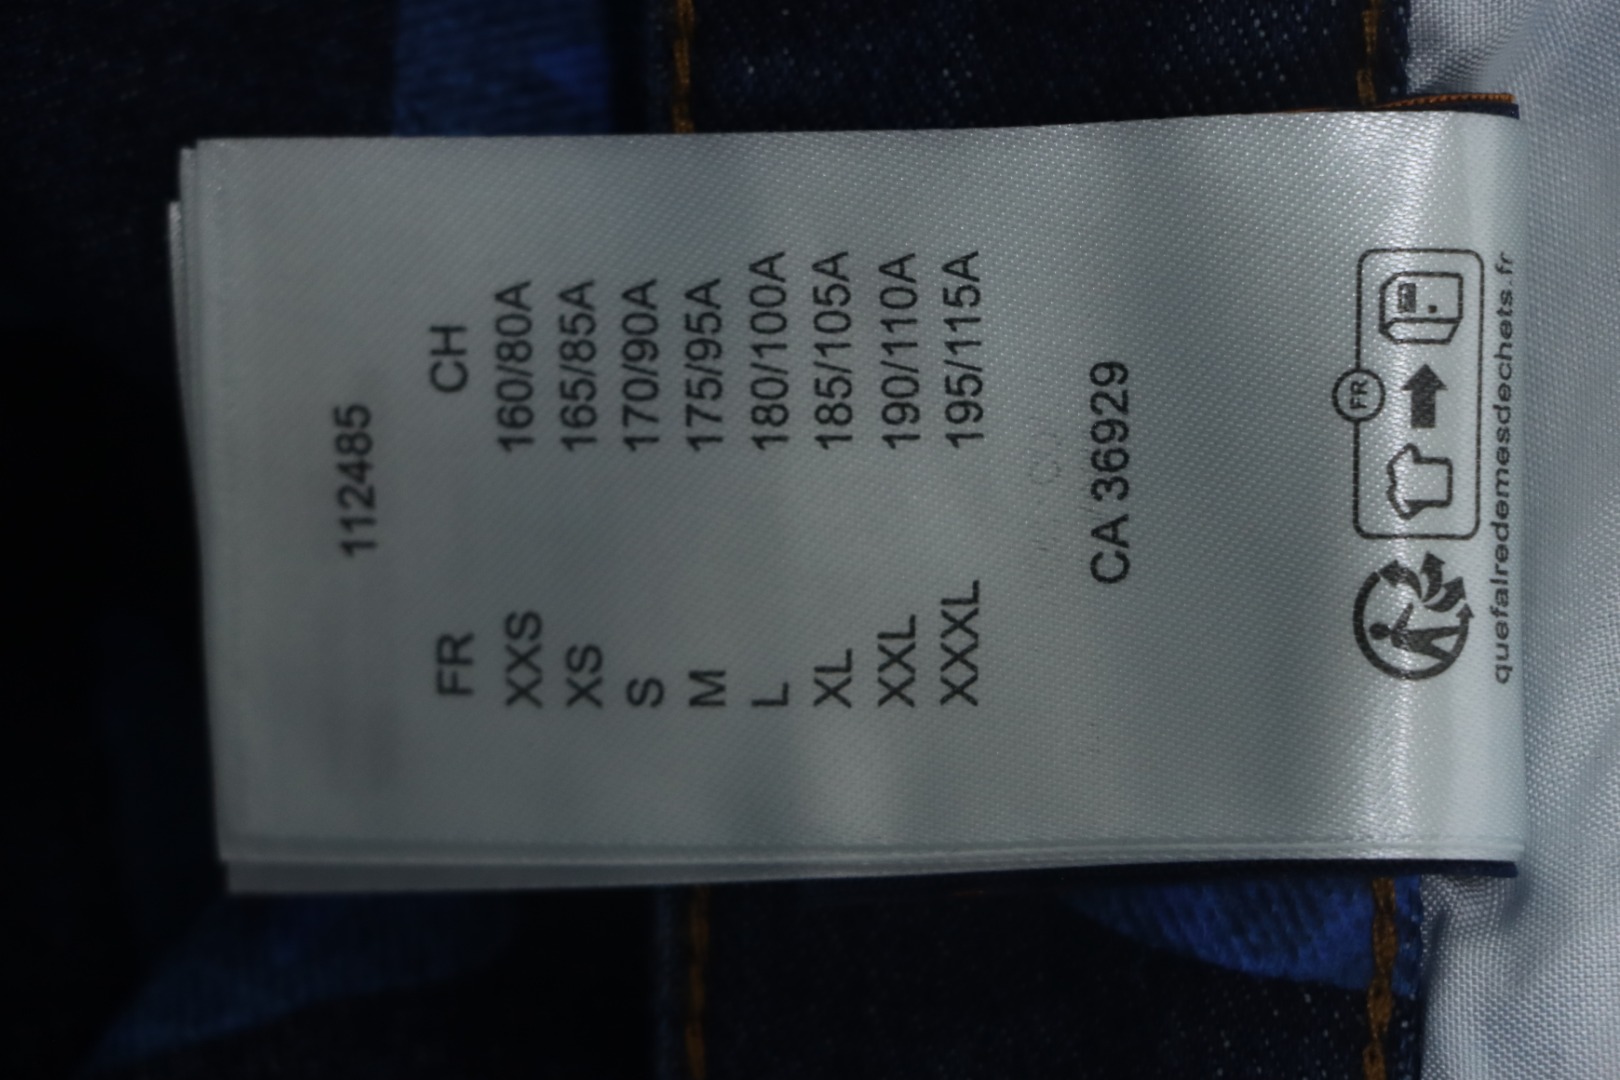 112485
FR CH
XXS 160/80A
XS 165/85A
S 170/90A
M 175/95A
L 180/100A
XL 185/105A
XXL 190/110A
XXXL 195/115A
CA 36929
FR
quefairedemesdechets.fr